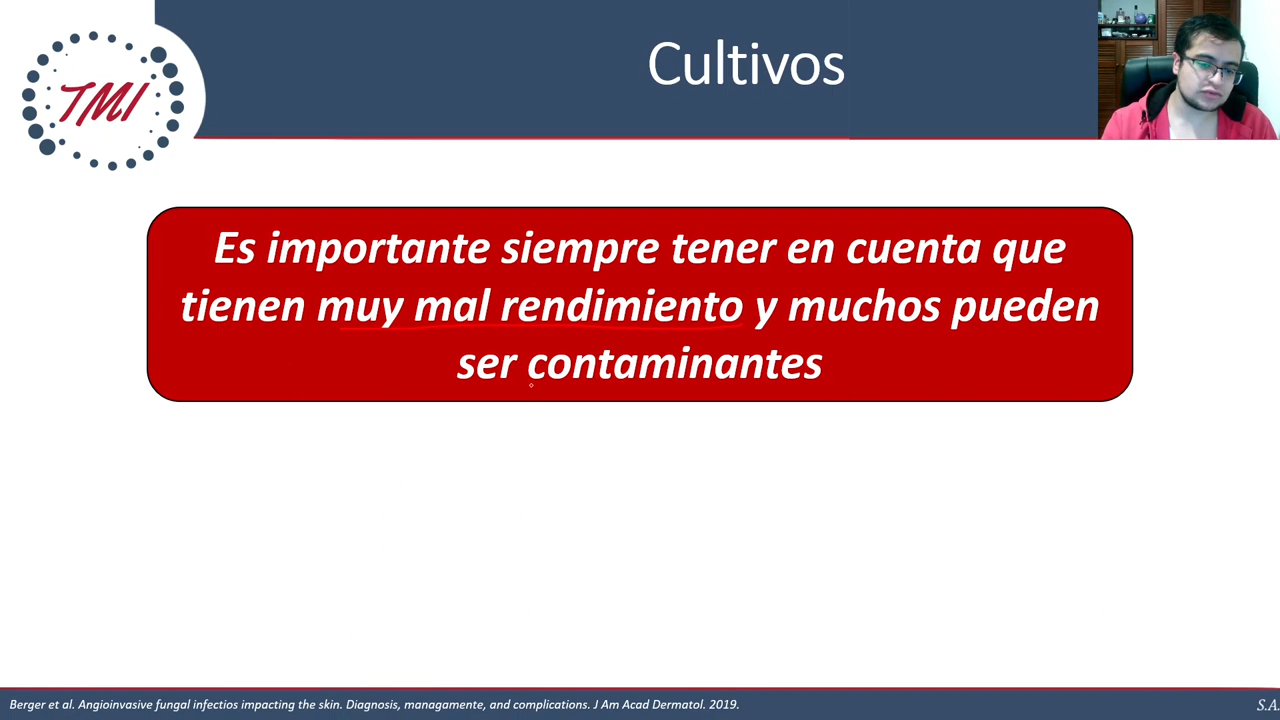 Cultivos
TMI
Es importante siempre tener en cuenta que
tienen muy mal rendimiento y muchos pueden
ser contaminantes
Berger et al. Angioinvasive fungal infectios impacting the skin. Diagnosis, managamente, and complications. J Am Acad Dermatol. 2019.
S.A.